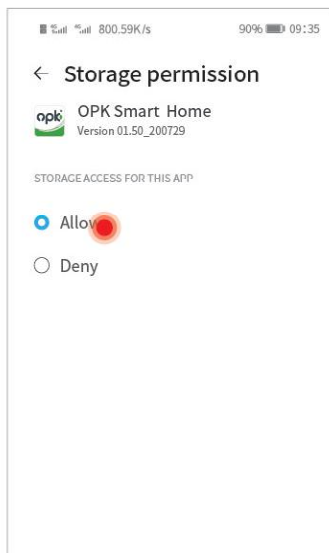 800.59K/s 90% 09:35
← Storage permission
opk
OPK Smart Home
Version 01.50_200729
STORAGE ACCESS FOR THIS APP
Allow
Deny